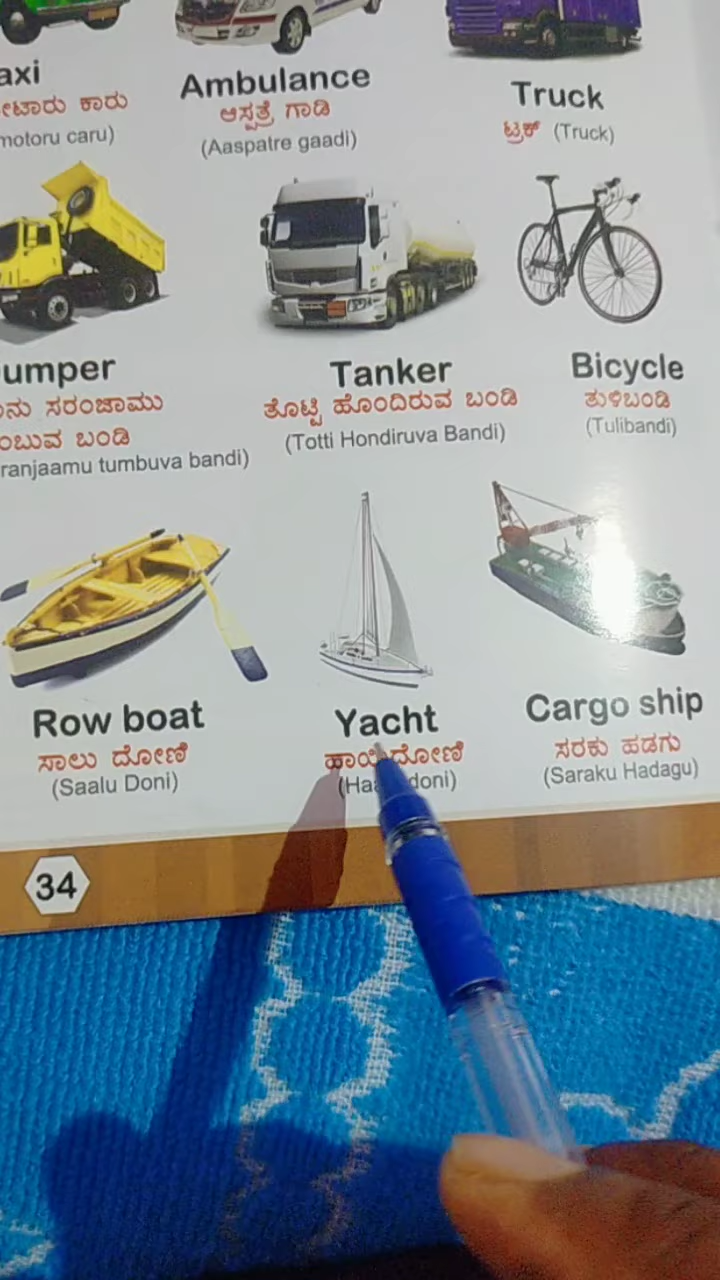 axi
Ambulance
Truck
ೋಟಾರು ಕಾರು
ಆಸ್ಪತ್ರೆ ಗಾಡಿ
ಟ್ರಕ್ (Truck)
motoru caru)
(Aaspatre gaadi)
umper
Tanker
Bicycle
ನು ಸರಂಜಾಮು
ತೊಟ್ಟಿ ಹೊಂದಿರುವ ಬಂಡಿ
ತುಳಿಬಂಡಿ
ಂಬುವ ಬಂಡಿ
(Totti Hondiruva Bandi)
(Tulibandi)
ranjaamu tumbuva bandi)
Row boat
Yacht
Cargo ship
ಸಾಲು ದೋಣಿ
ಹಾಯಿದೋಣಿ
ಸರಕು ಹಡಗು
(Saalu Doni)
doni)
(Saraku Hadagu)
34